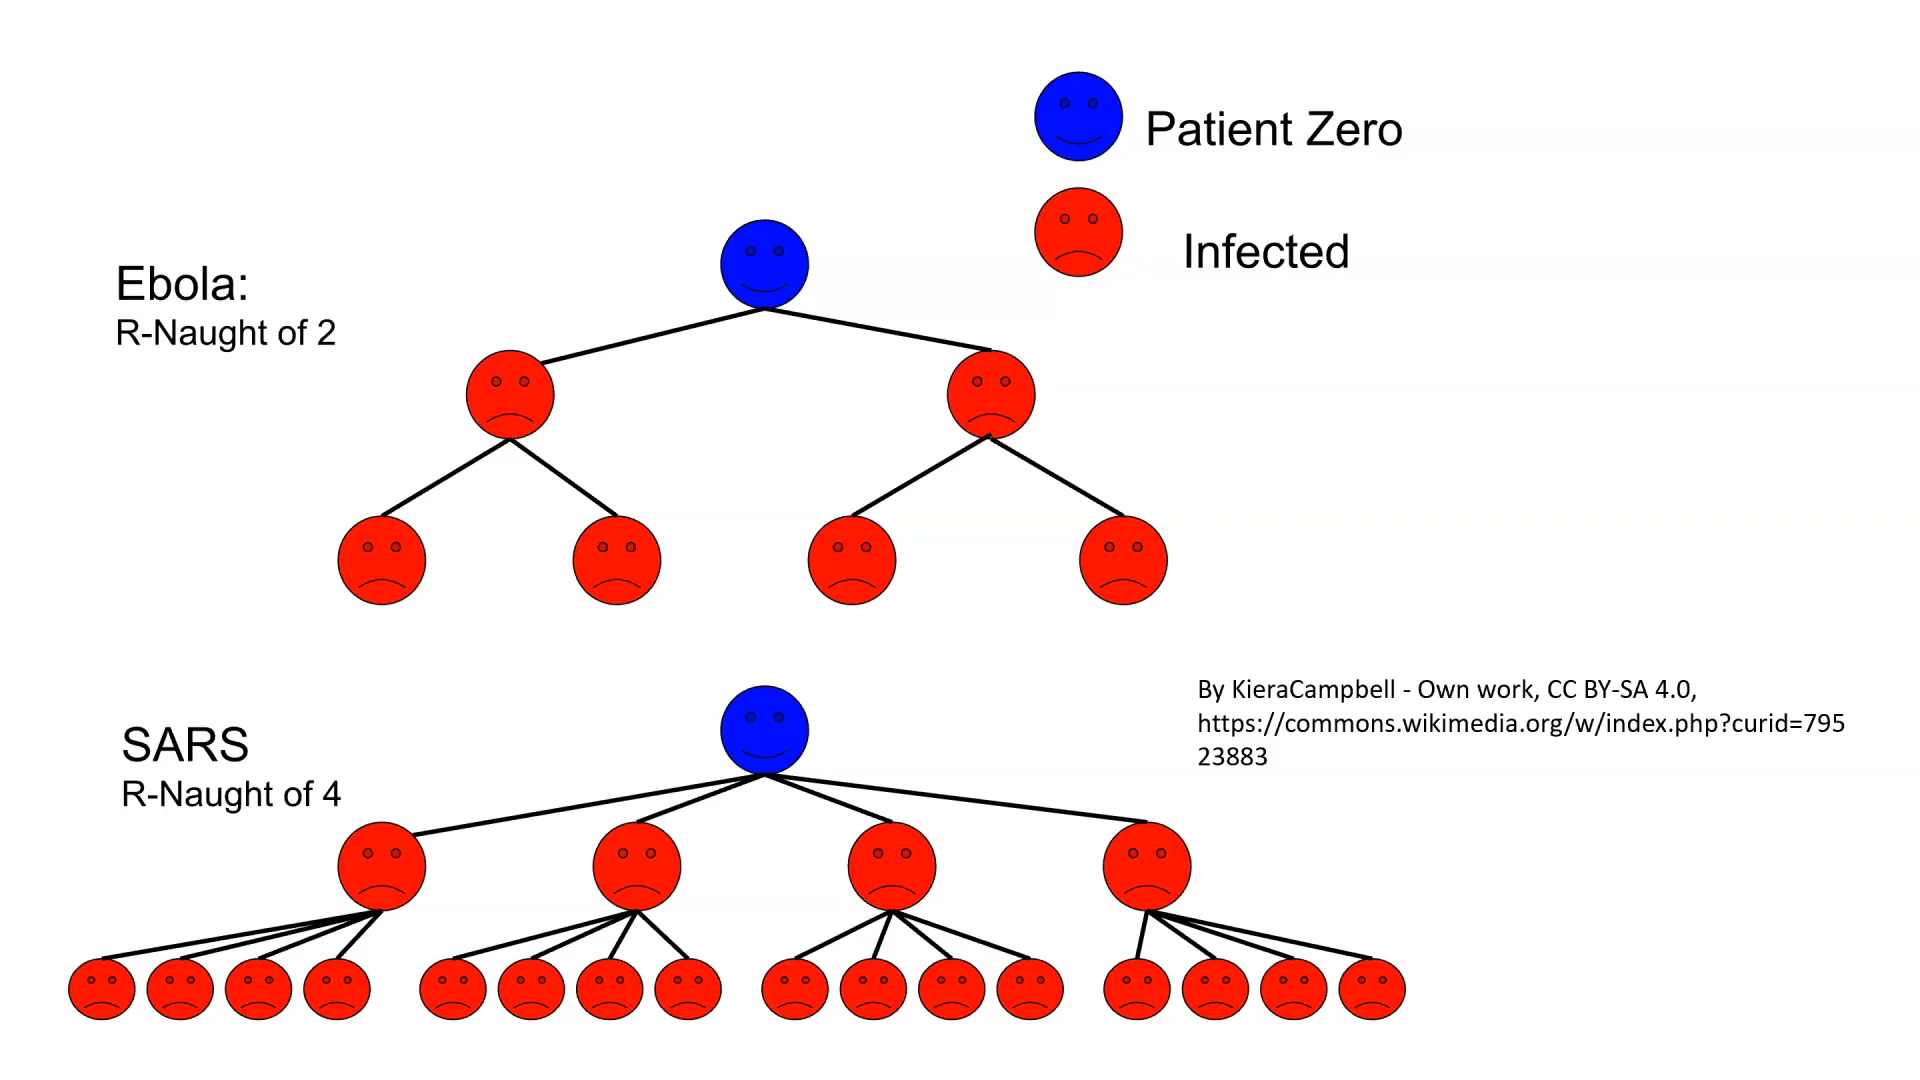 Patient Zero
Infected
Ebola:
R-Naught of 2
SARS
R-Naught of 4
By KieraCampbell - Own work, CC BY-SA 4.0,
https://commons.wikimedia.org/w/index.php?curid=795
23883